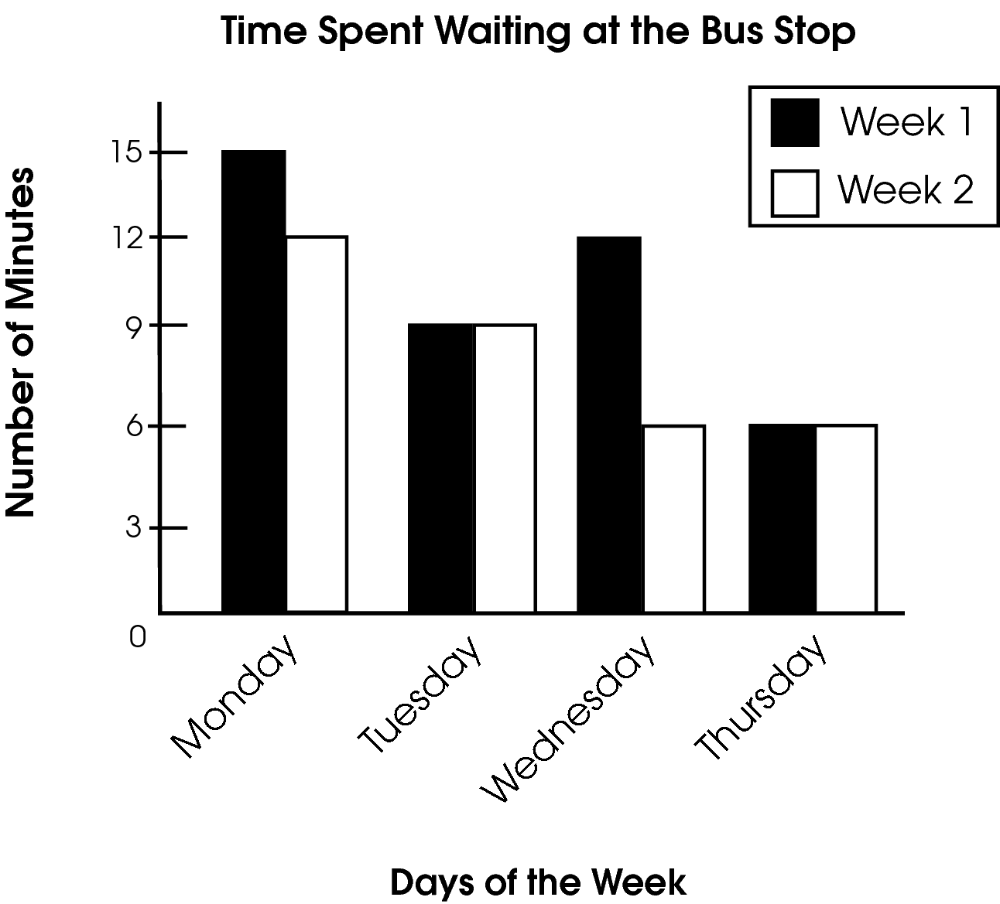 Time Spent Waiting at the Bus Stop
Week 1
Week 2
Number of Minutes
15
12
9
6
3
0
Monday
Tuesday
Wednesday
Thursday
Days of the Week